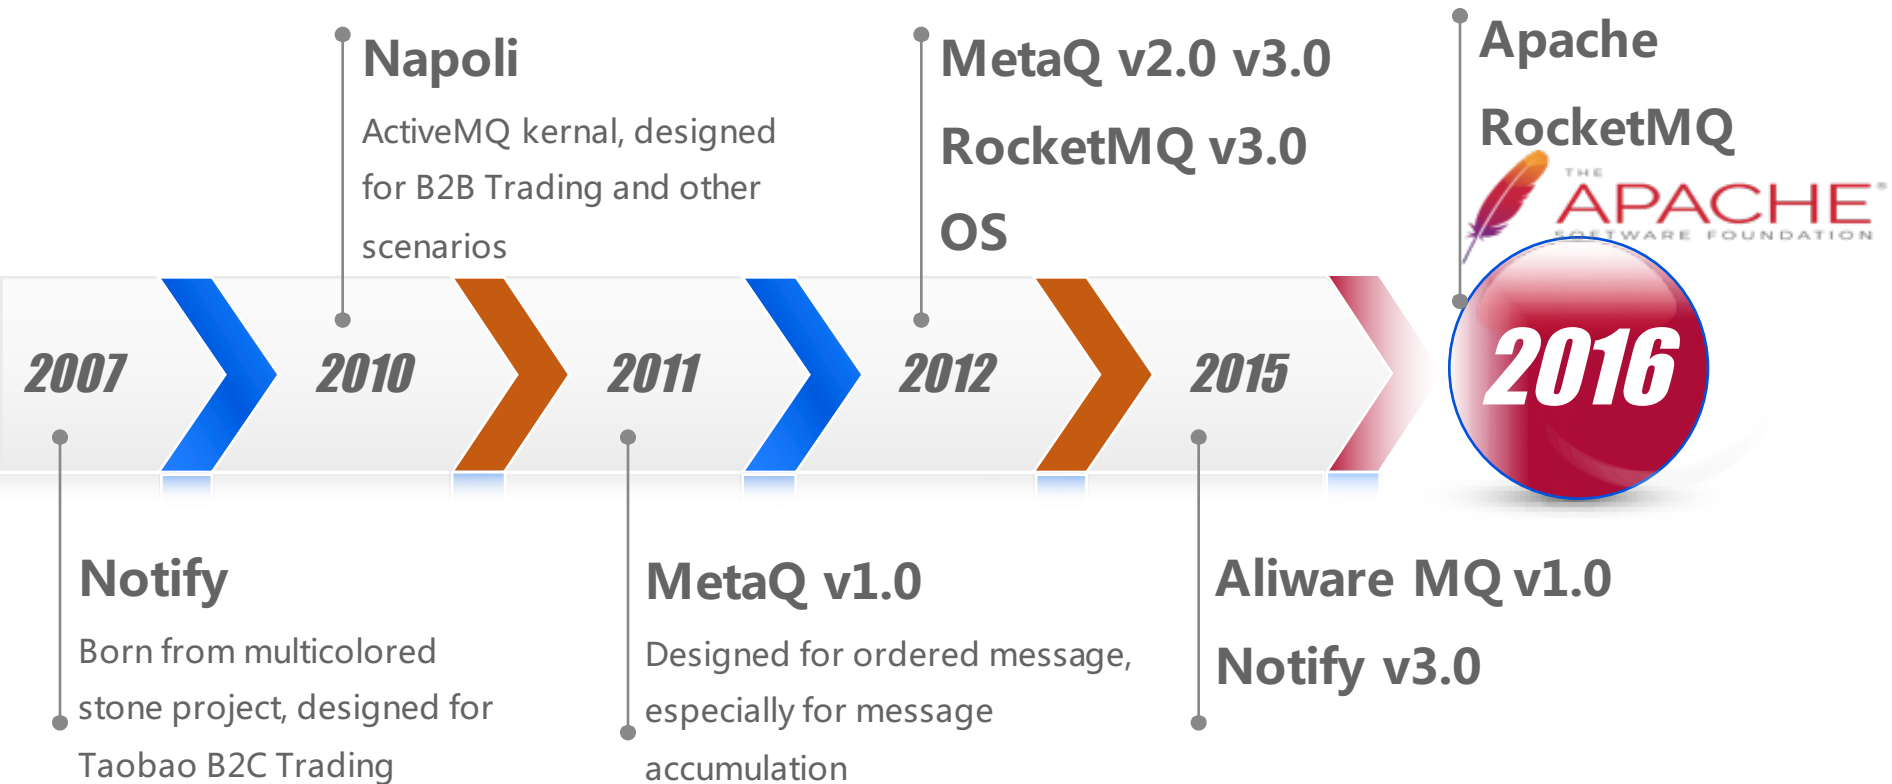 Napoli
ActiveMQ kernal, designed
for B2B Trading and other
scenarios
MetaQ v2.0 v3.0
RocketMQ v3.0
OS
Apache
RocketMQ
THE
APACHE®
SOFTWARE FOUNDATION
2007
2010
2011
2012
2015
2016
Notify
Born from multicolored
stone project, designed for
Taobao B2C Trading
MetaQ v1.0
Designed for ordered message,
especially for message
accumulation
Aliware MQ v1.0
Notify v3.0